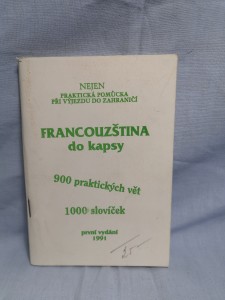 NEJEN
PRAKTICKÁ POMŮCKA
PŘI VÝJEZDU DO ZAHRANIČÍ
FRANCOUZŠTINA
do kapsy
900 praktických vět
1000 slovíček
první vydání
1991